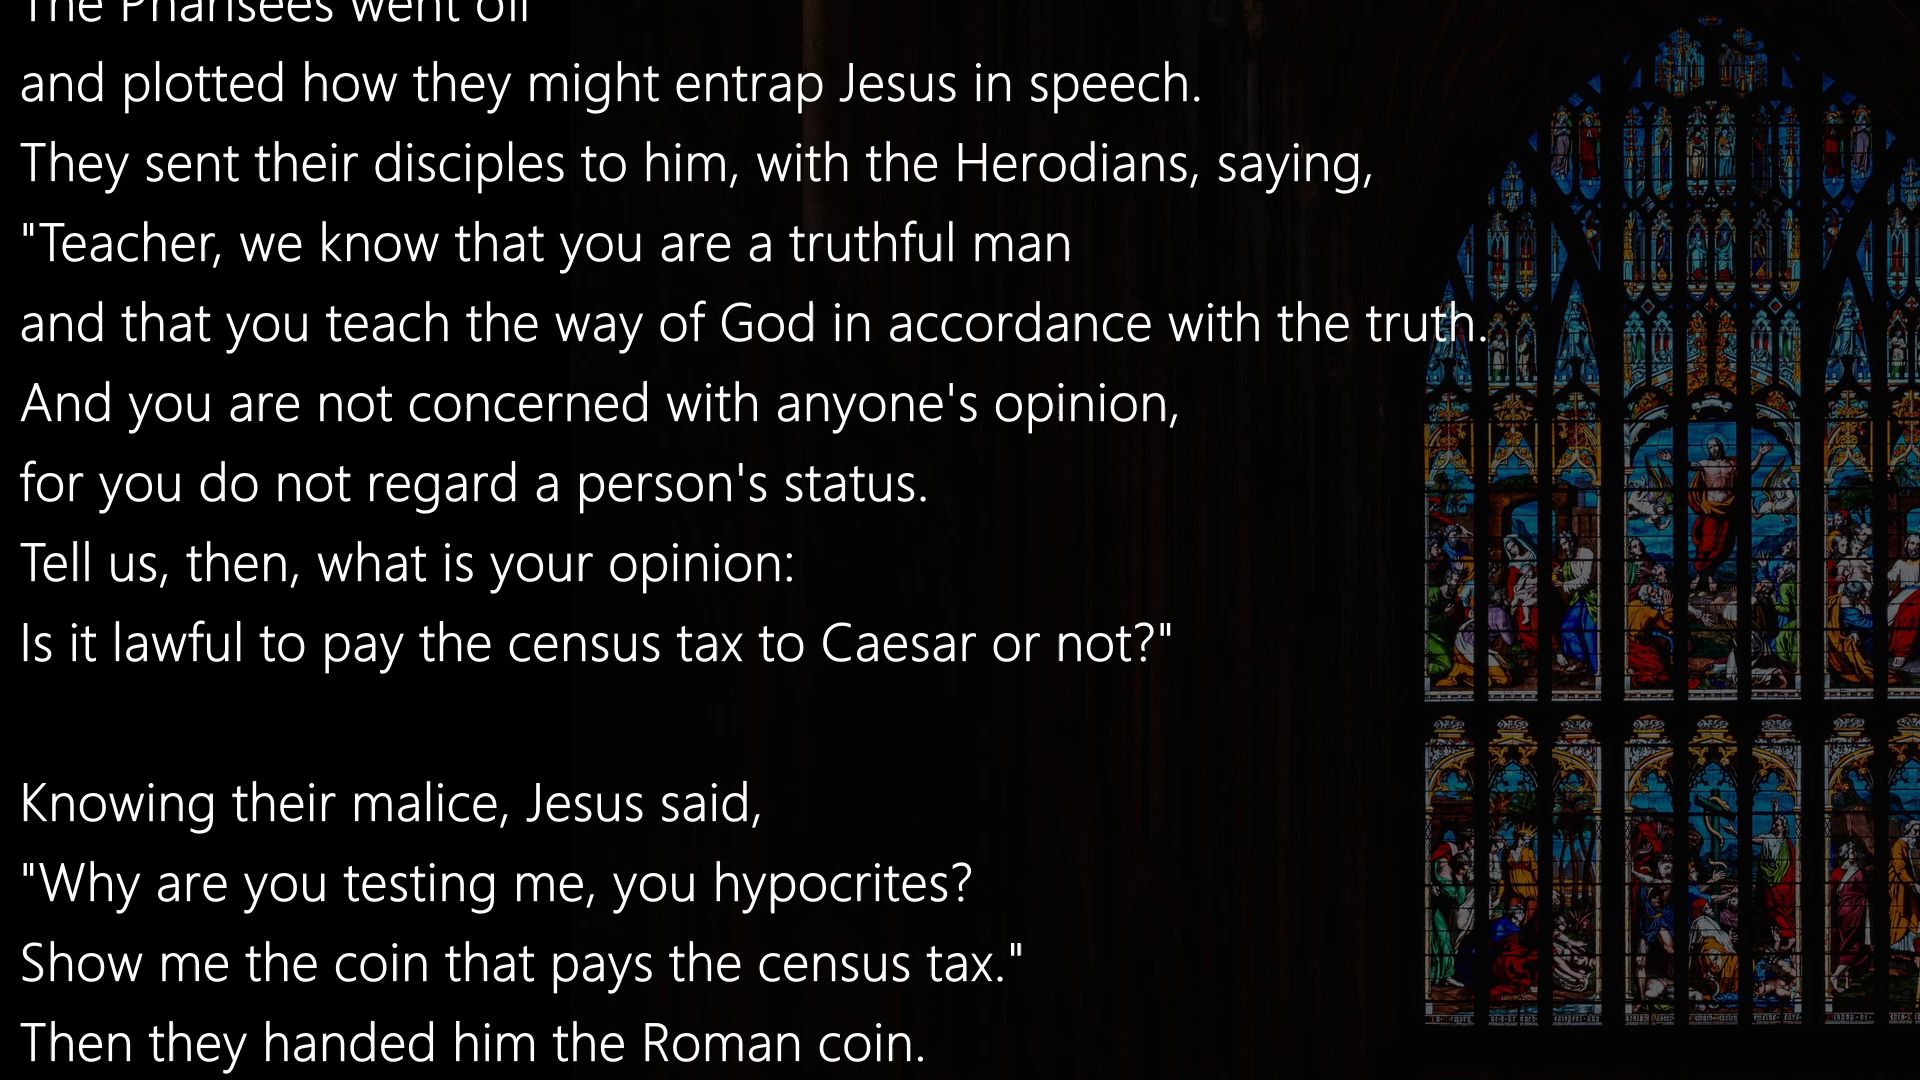 The Pharisees went off
and plotted how they might entrap Jesus in speech.
They sent their disciples to him, with the Herodians, saying,
"Teacher, we know that you are a truthful man
and that you teach the way of God in accordance with the truth.
And you are not concerned with anyone's opinion,
for you do not regard a person's status.
Tell us, then, what is your opinion:
Is it lawful to pay the census tax to Caesar or not?"
Knowing their malice, Jesus said,
"Why are you testing me, you hypocrites?
Show me the coin that pays the census tax."
Then they handed him the Roman coin.